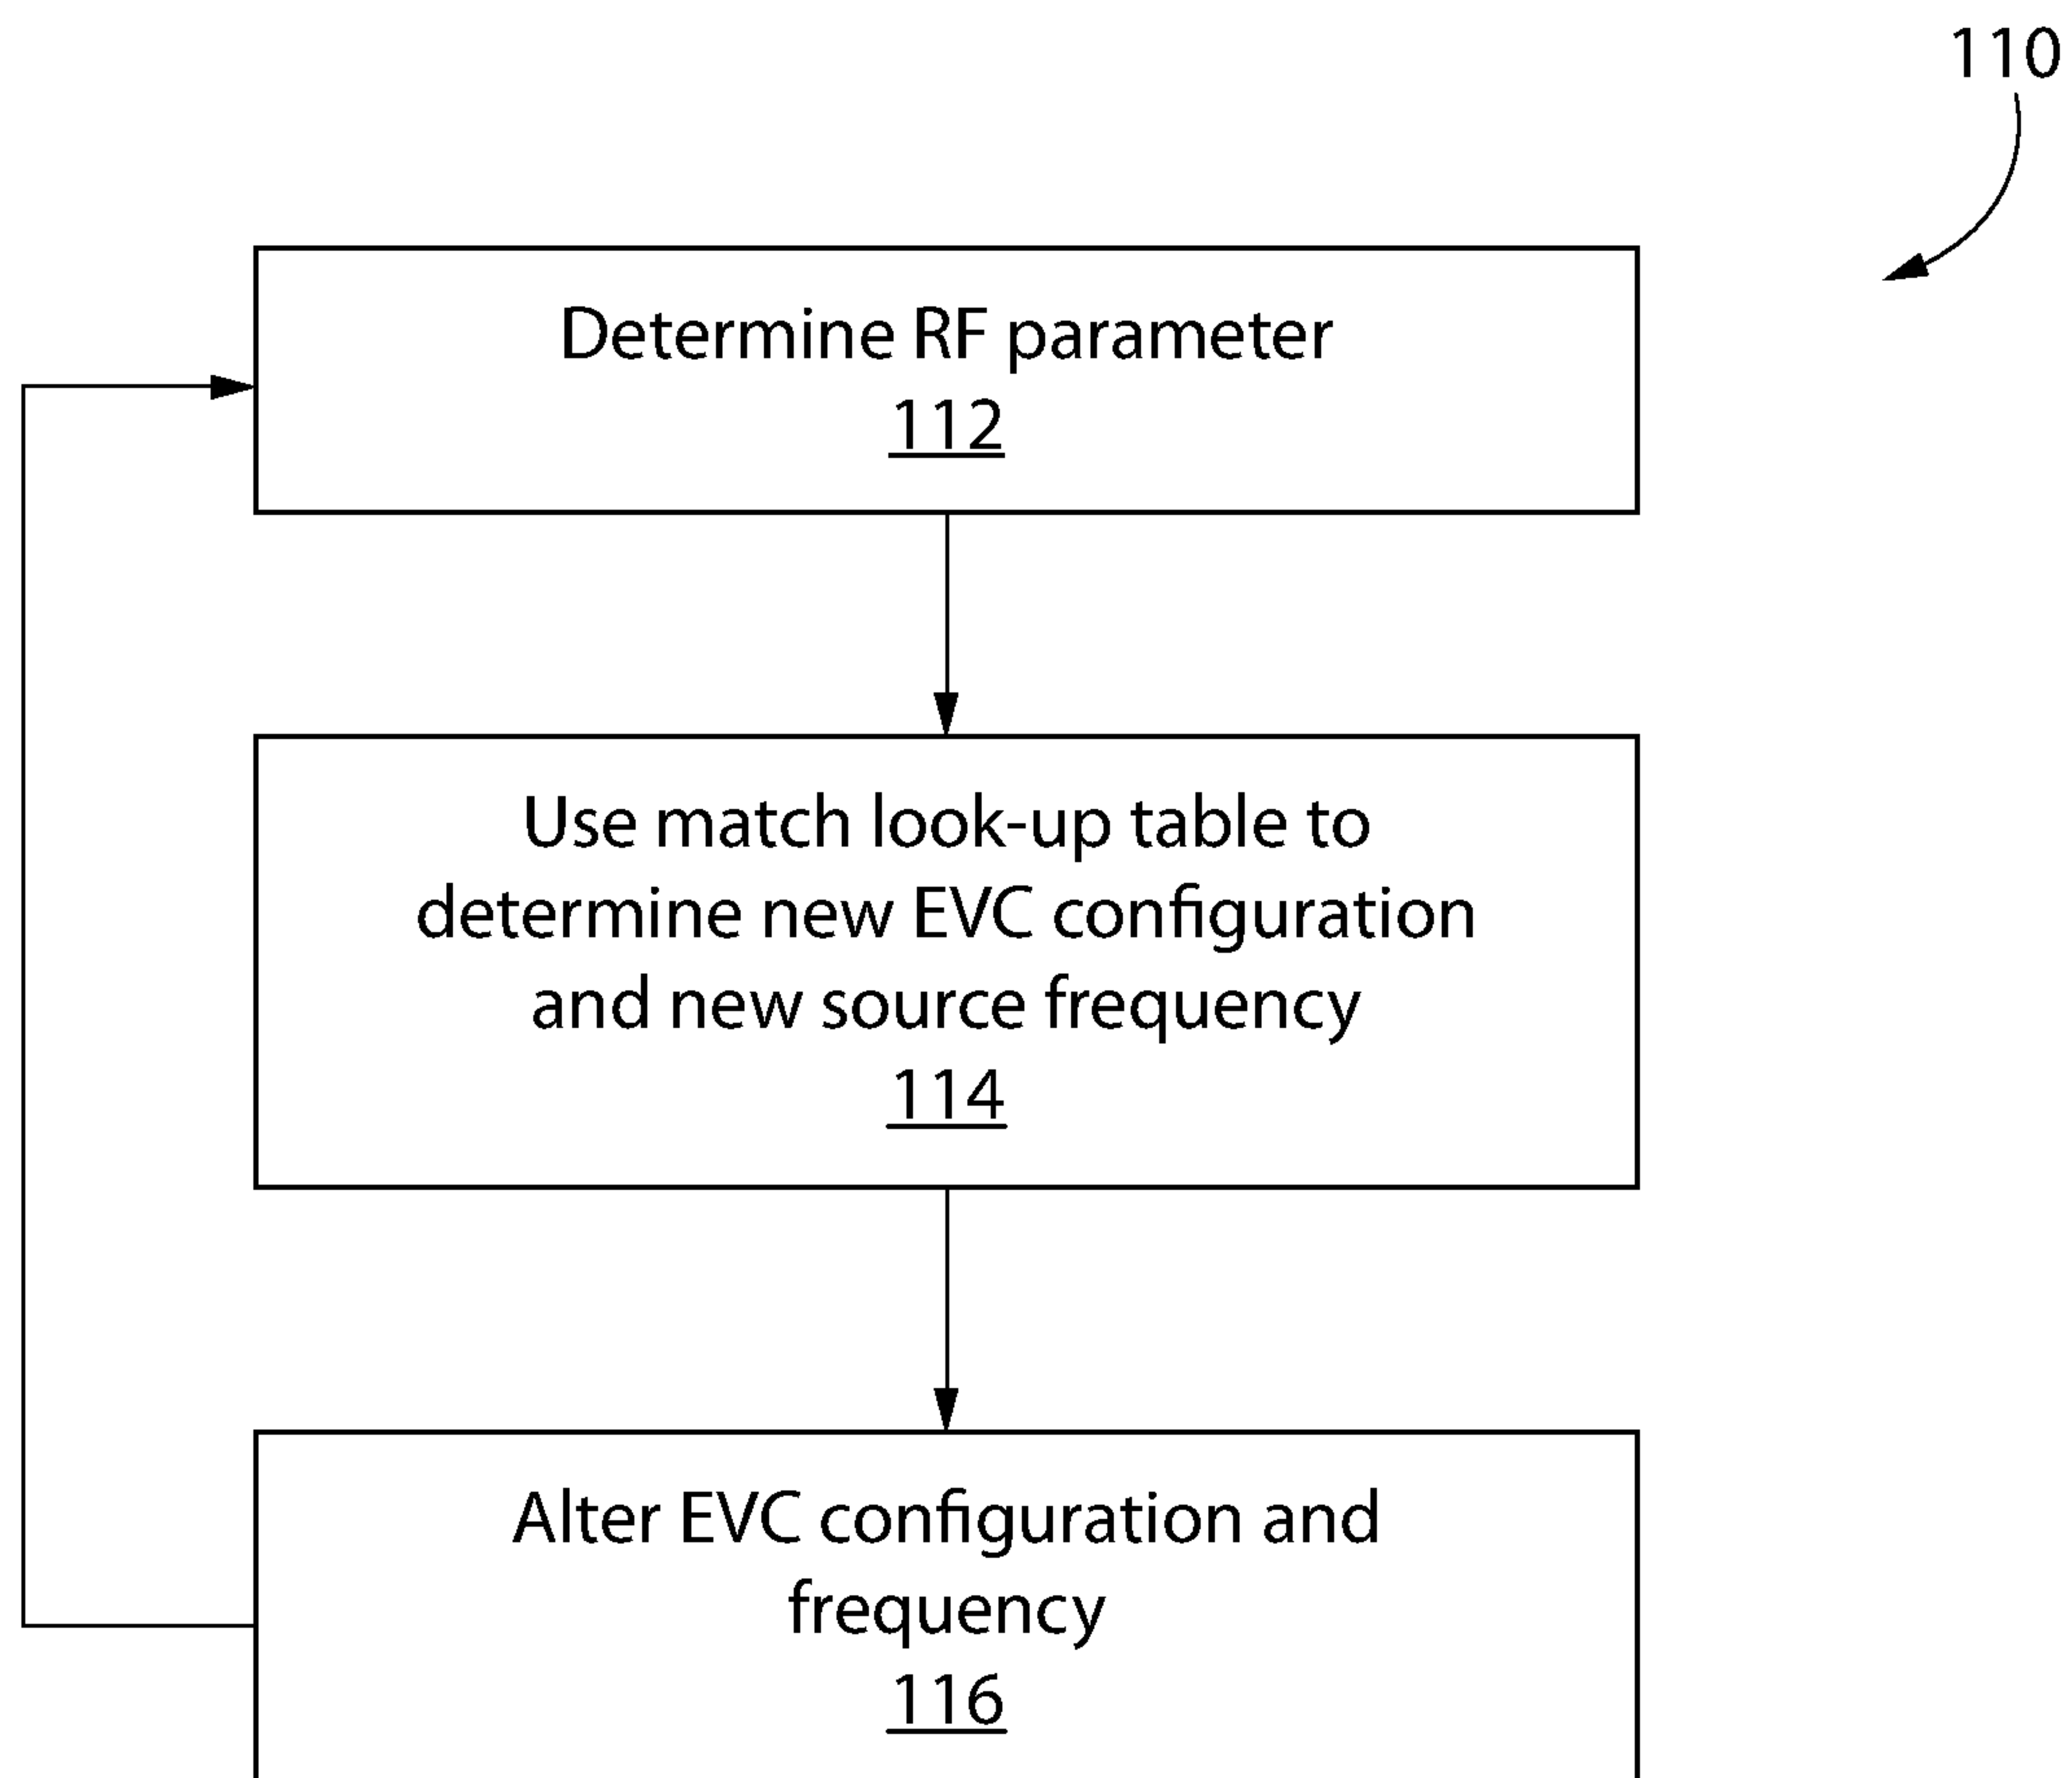 110
Determine RF parameter
112
Use match look-up table to
determine new EVC configuration
and new source frequency
114
Alter EVC configuration and
frequency
116